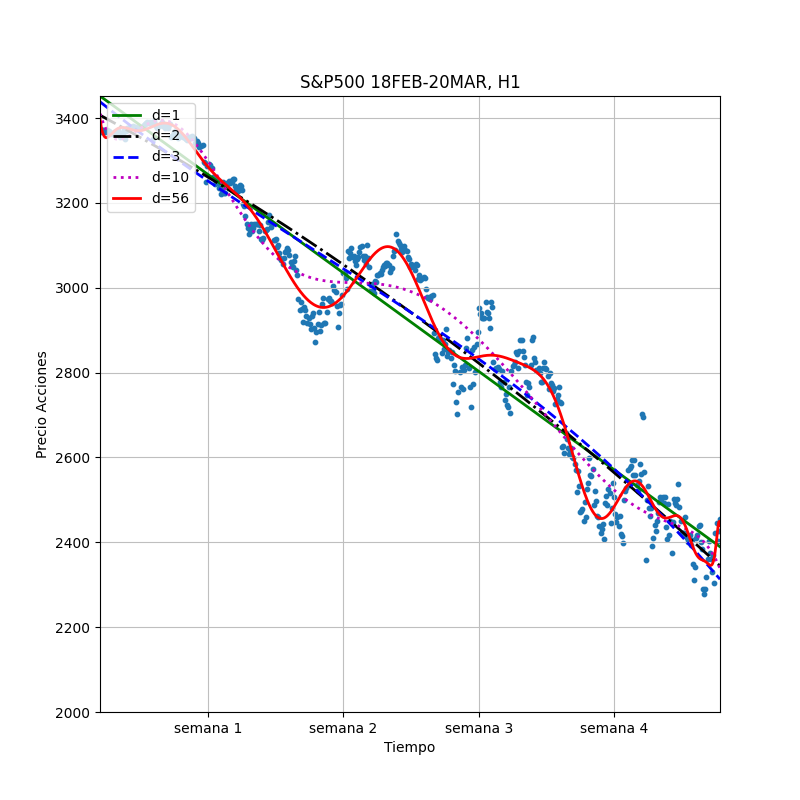 S&P500 18FEB-20MAR, H1
d=1
d=2
d=3
d=10
d=56
3400
3200
3000
2800
2600
2400
2200
2000
Precio Acciones
semana 1 semana 2 semana 3 semana 4
Tiempo